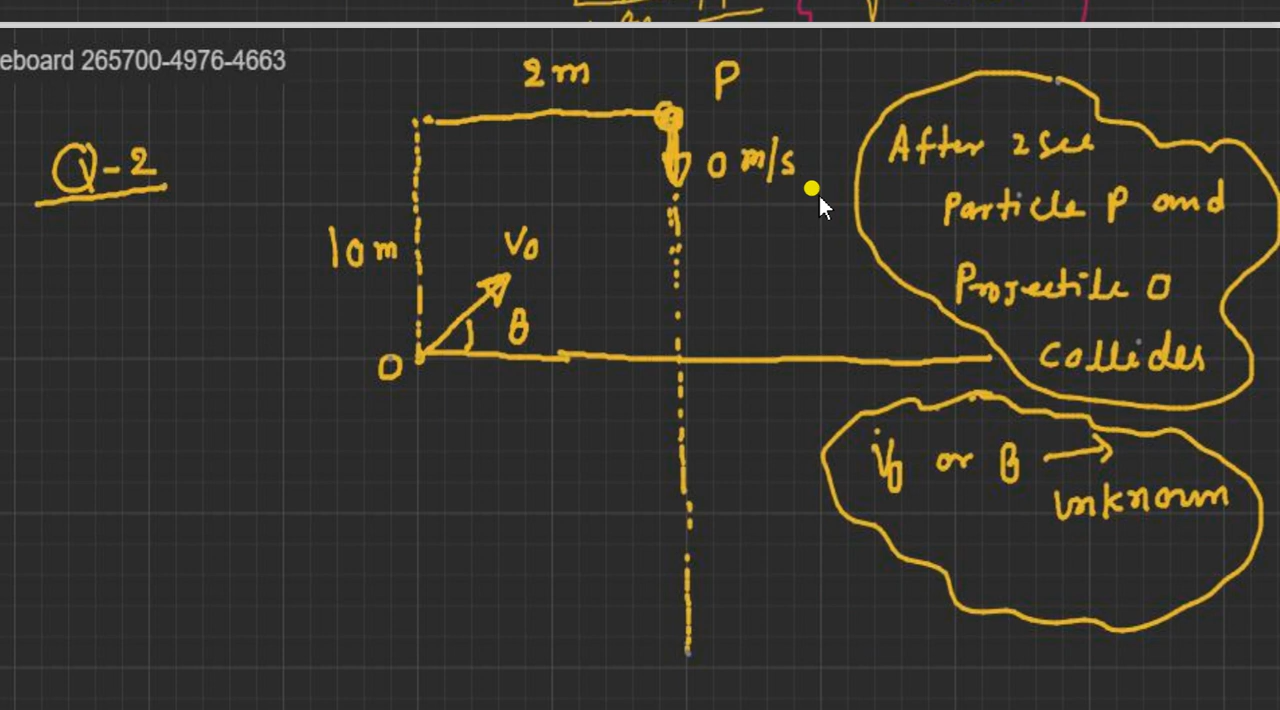 eboard 265700-4976-4663
2m
P
Q-2
0 m/s
10m
V0
θ
O
After 2 sec
Particle P and
Projectile O
Collides
V0 or θ →
unknown